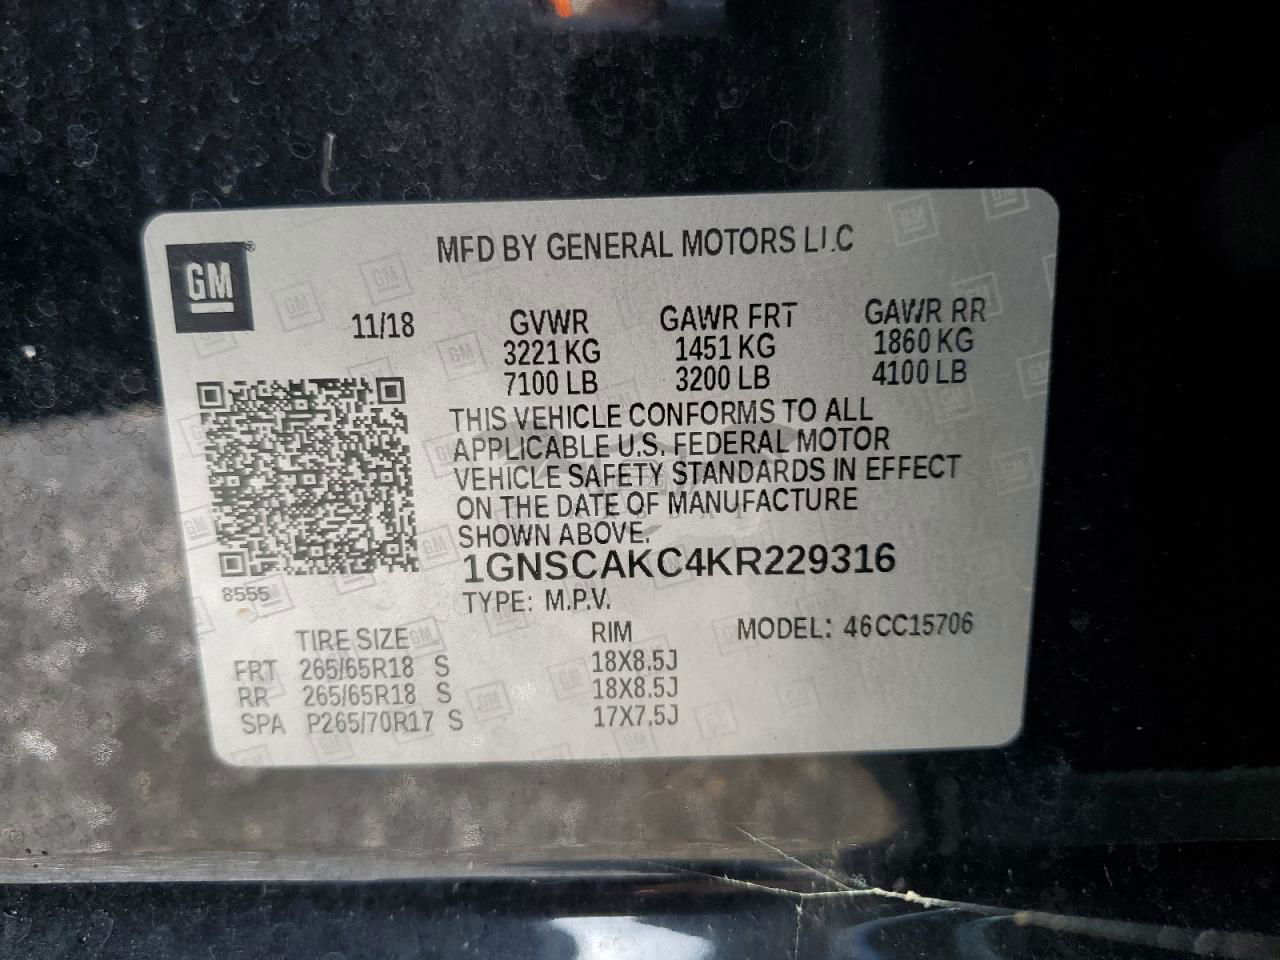 MFD BY GENERAL MOTORS LLC
GM
11/18 GVWR GAWR FRT GAWR RR
3221 KG 1451 KG 1860 KG
7100 LB 3200 LB 4100 LB
THIS VEHICLE CONFORMS TO ALL
APPLICABLE U.S. FEDERAL MOTOR
VEHICLE SAFETY STANDARDS IN EFFECT
ON THE DATE OF MANUFACTURE
SHOWN ABOVE.
1GNSCAKC4KR229316
8555
TYPE: M.P.V.
TIRE SIZE RIM MODEL: 46CC15706
FRT 265/65R18 S 18X8.5J
RR 265/65R18 S 18X8.5J
SPA P265/70R17 S 17X7.5J